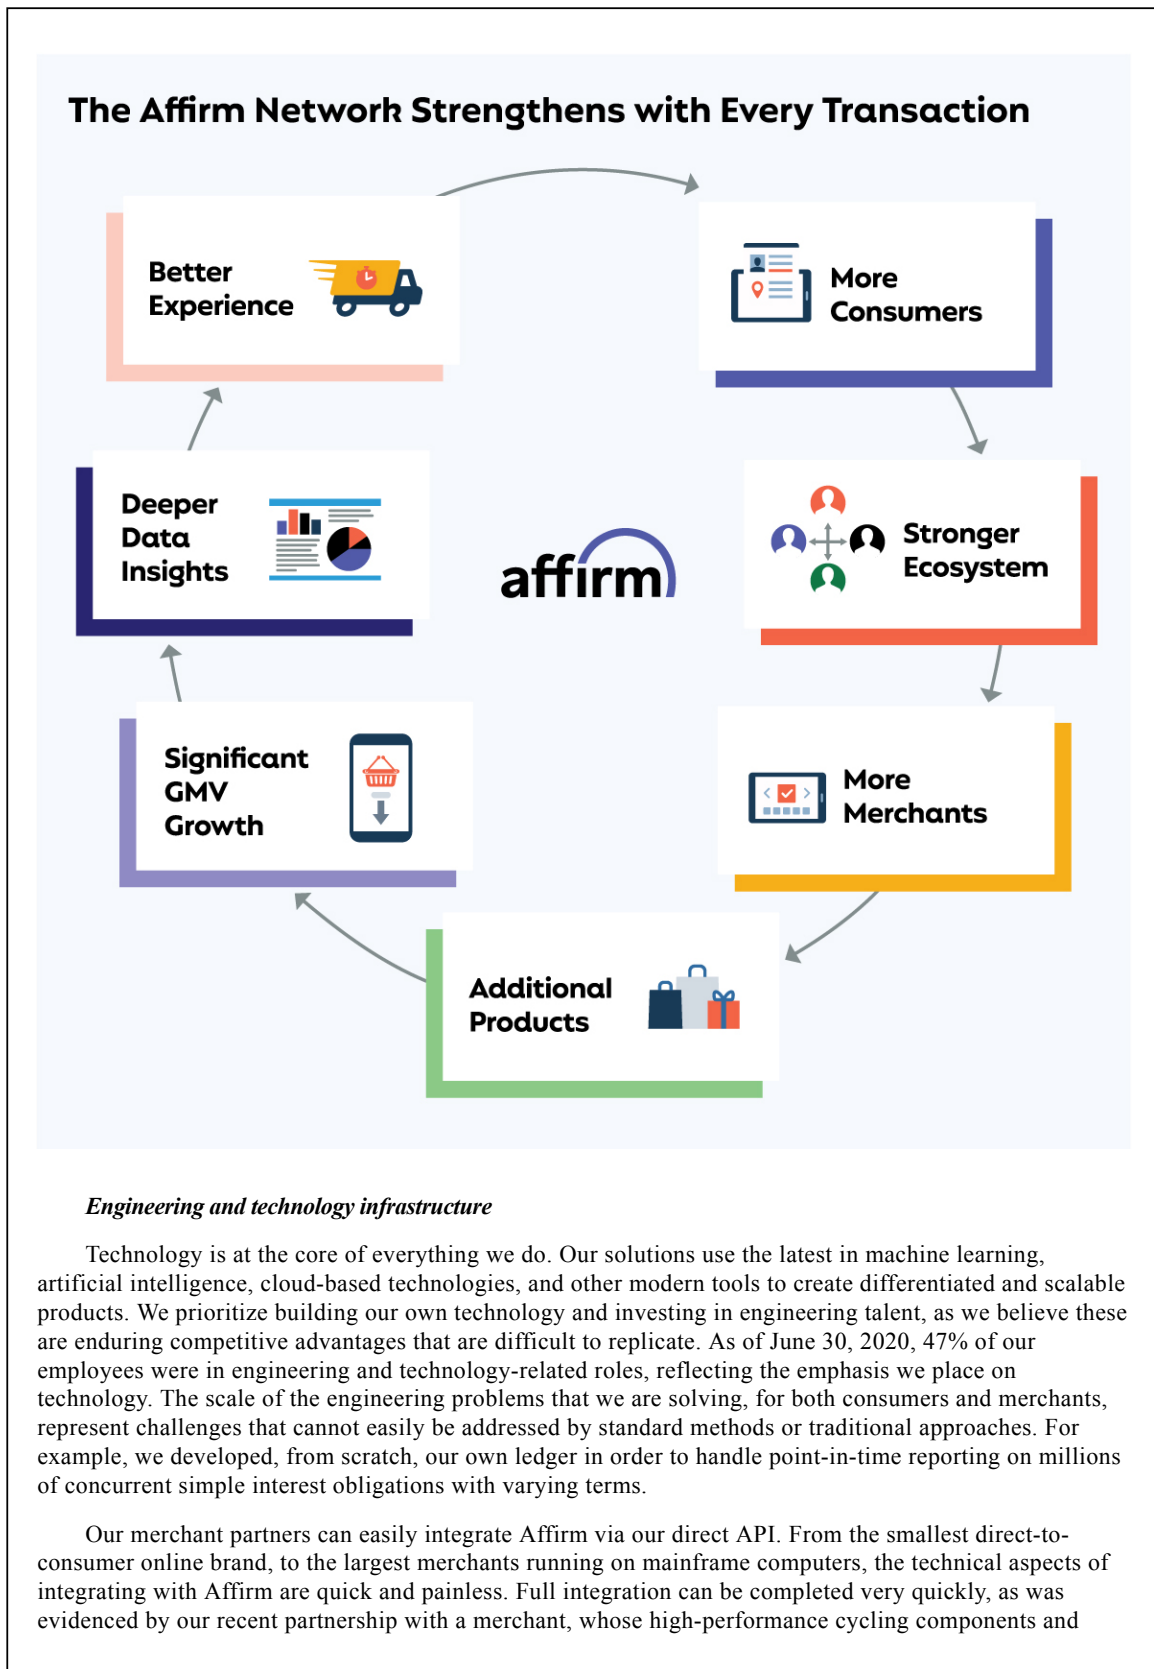 The Affirm Network Strengthens with Every Transaction
Better
Experience
More
Consumers
Deeper
Data
Insights
affirm
Stronger
Ecosystem
Significant
GMV
Growth
More
Merchants
Additional
Products
Engineering and technology infrastructure
Technology is at the core of everything we do. Our solutions use the latest in machine learning,
artificial intelligence, cloud-based technologies, and other modern tools to create differentiated and scalable
products. We prioritize building our own technology and investing in engineering talent, as we believe these
are enduring competitive advantages that are difficult to replicate. As of June 30, 2020, 47% of our
employees were in engineering and technology-related roles, reflecting the emphasis we place on
technology. The scale of the engineering problems that we are solving, for both consumers and merchants,
represent challenges that cannot easily be addressed by standard methods or traditional approaches. For
example, we developed, from scratch, our own ledger in order to handle point-in-time reporting on millions
of concurrent simple interest obligations with varying terms.
Our merchant partners can easily integrate Affirm via our direct API. From the smallest direct-to-
consumer online brand, to the largest merchants running on mainframe computers, the technical aspects of
integrating with Affirm are quick and painless. Full integration can be completed very quickly, as was
evidenced by our recent partnership with a merchant, whose high-performance cycling components and